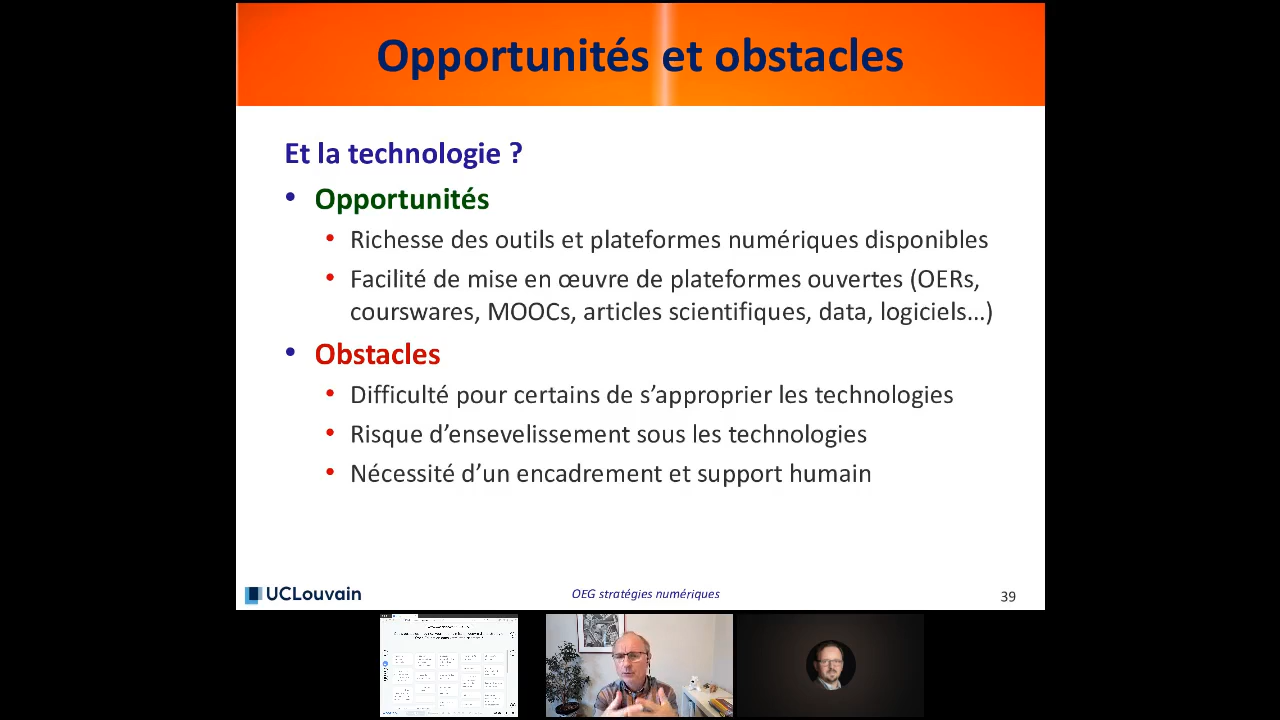 Opportunités et obstacles
Et la technologie ?
• Opportunités
• Richesse des outils et plateformes numériques disponibles
• Facilité de mise en œuvre de plateformes ouvertes (OERs,
courswares, MOOCs, articles scientifiques, data, logiciels...)
• Obstacles
• Difficulté pour certains de s’approprier les technologies
• Risque d’ensevelissement sous les technologies
• Nécessité d’un encadrement et support humain
UCLouvain
OEG stratégies numériques
39